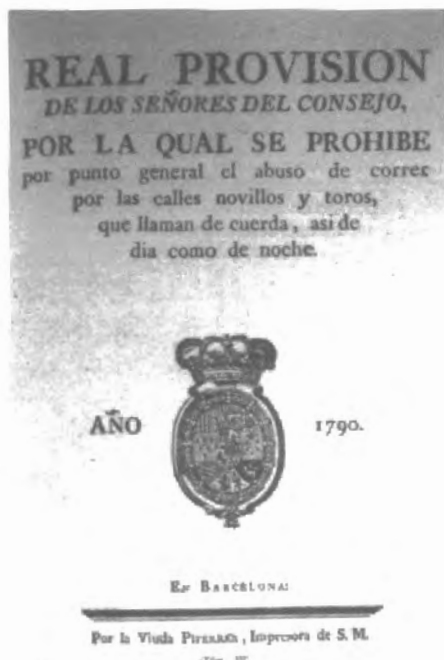 REAL PROVISION
DE LOS SEÑORES DEL CONSEJO,
POR LA QUAL SE PROHIBE
por punto general el abuso de correr
por las calles novillos y toros,
que llaman de cuerda, asi de
dia como de noche.
AÑO 1790.
EN BARCELONA:
Por la Viuda Piferrer, Impresora de S. M.